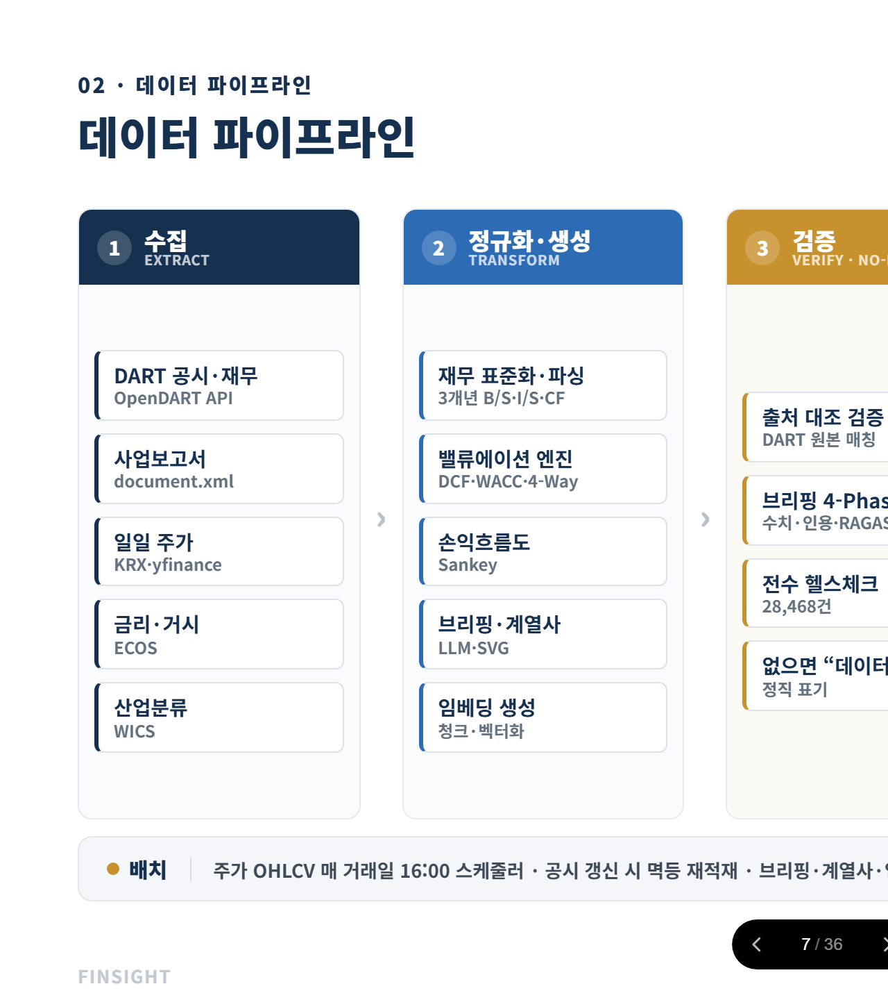 02 · 데이터 파이프라인
데이터 파이프라인
1
수집
EXTRACT
DART 공시·재무
OpenDART API
사업보고서
document.xml
일일 주가
KRX·yfinance
금리·거시
ECOS
산업분류
WICS
2
정규화·생성
TRANSFORM
재무 표준화·파싱
3개년 B/S·I/S·CF
밸류에이션 엔진
DCF·WACC·4-Way
손익흐름도
Sankey
브리핑·계열사
LLM·SVG
임베딩 생성
청크·벡터화
3
검증
VERIFY · NO-
출처 대조 검증
DART 원본 매칭
브리핑 4-Phas
수치·인용·RAGAS
전수 헬스체크
28,468건
없으면 “데이터
정직 표기
배치
주가 OHLCV 매 거래일 16:00 스케줄러 · 공시 갱신 시 멱등 재적재 · 브리핑·계열사·
7 / 36
FINSIGHT